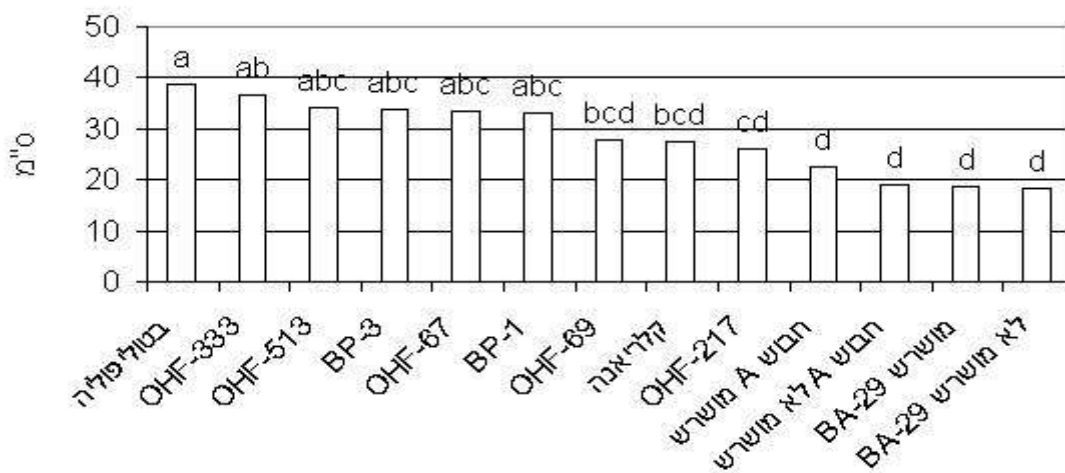 50
40
30
20
10
0
ס"מ
a
ab
abc
abc
abc
abc
bcd
bcd
cd
d
d
d
d
בטוליפוליה
OHF-333
OHF-513
BP-3
OHF-67
BP-1
OHF-69
קלריאנה
OHF-217
חבוש A מושרש
חבוש A לא מושרש
BA-29 מושרש
BA-29 לא מושרש